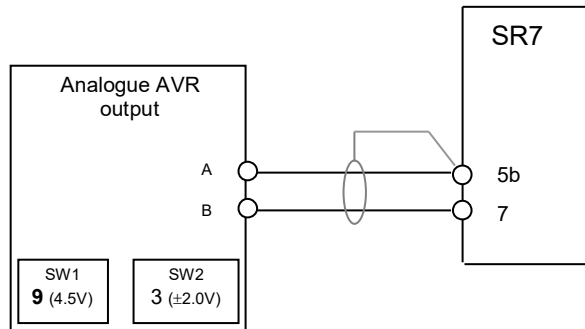 SR7
Analogue AVR
output
A
5b
B
7
SW1
9 (4.5V)
SW2
3 (±2.0V)